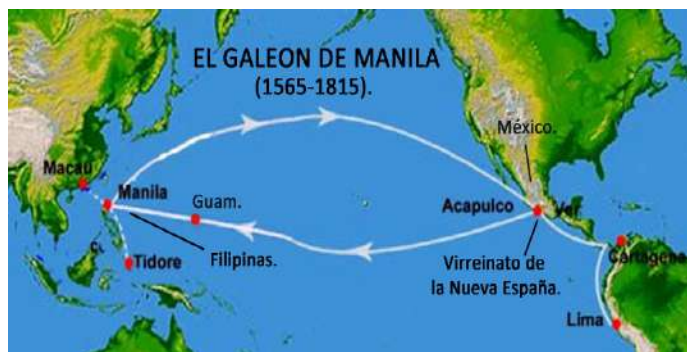 EL GALEON DE MANILA
(1565-1815).
México.
Macau
Manila
Guam.
Acapulco
Ver
Filipinas.
Tidore
Virreinato de
la Nueva España.
Cartagena
Lima